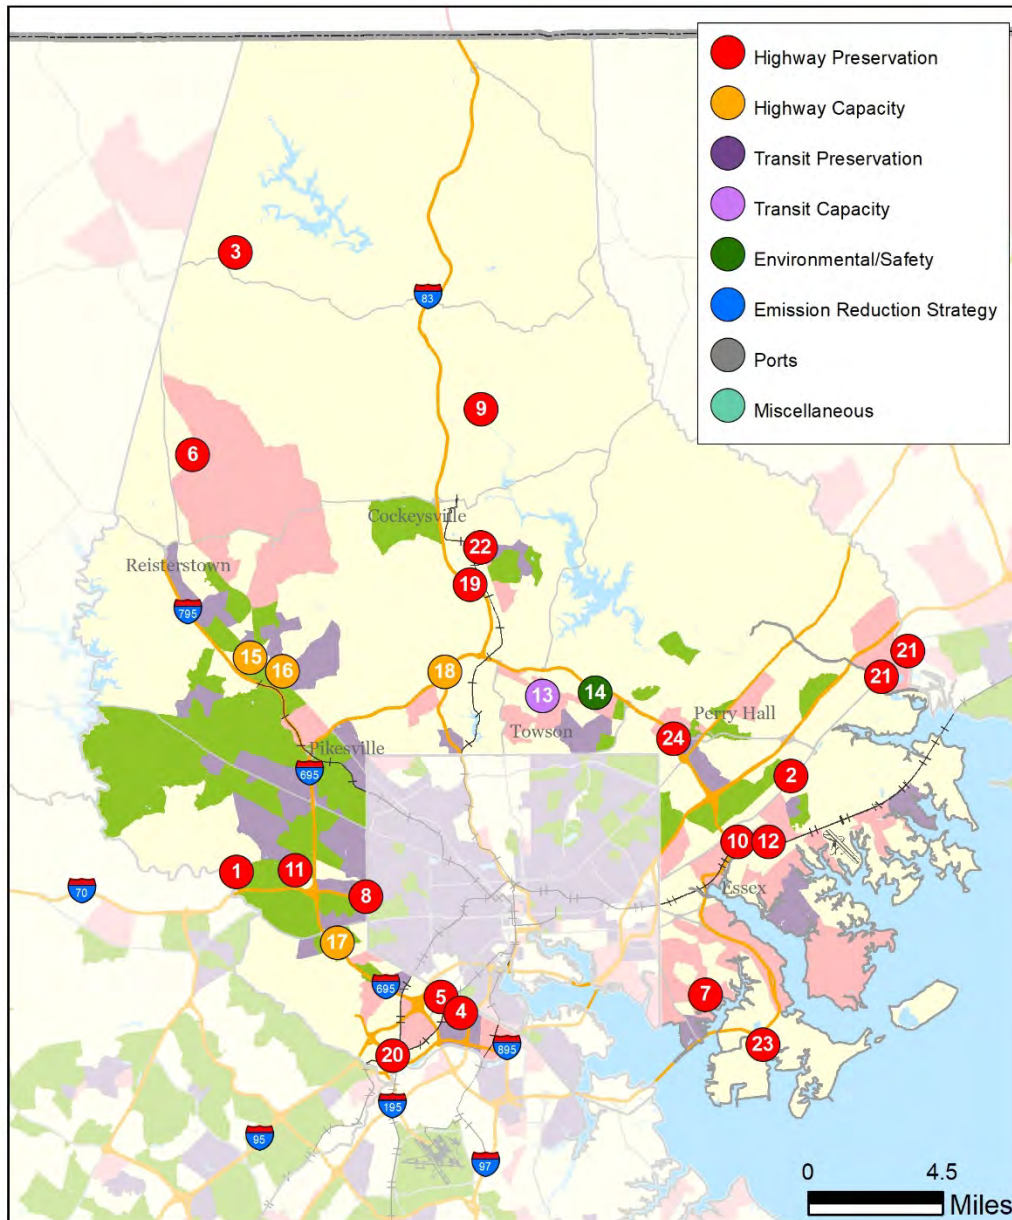 Highway Preservation
Highway Capacity
Transit Preservation
Transit Capacity
Environmental/Safety
Emission Reduction Strategy
Ports
Miscellaneous
3
83
9
6
Cockeysville
22
Reisterstown
19
795
15
16
18
13
14
21
21
Towson
Perry Hall
24
Pikesville
695
2
10
12
1
11
70
8
Essex
17
695
5
4
7
20
895
23
195
95
97
0 4.5
Miles